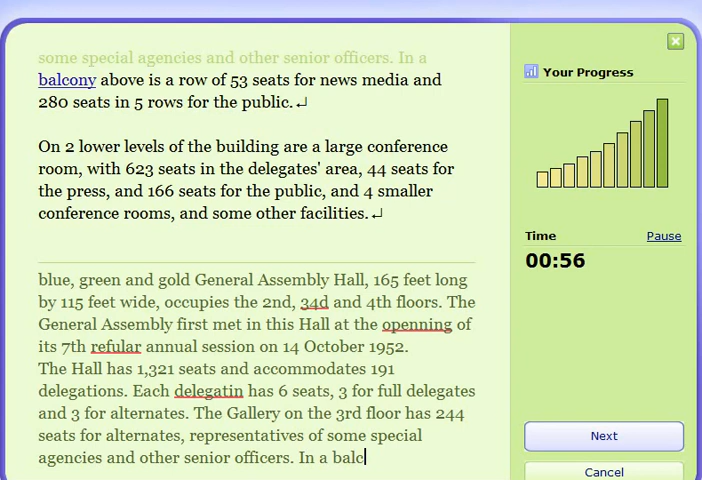 some special agencies and other senior officers. In a
balcony above is a row of 53 seats for news media and
280 seats in 5 rows for the public.↵
On 2 lower levels of the building are a large conference
room, with 623 seats in the delegates' area, 44 seats for
the press, and 166 seats for the public, and 4 smaller
conference rooms, and some other facilities.↵
blue, green and gold General Assembly Hall, 165 feet long
by 115 feet wide, occupies the 2nd, 34d and 4th floors. The
General Assembly first met in this Hall at the openning of
its 7th refular annual session on 14 October 1952.
The Hall has 1,321 seats and accommodates 191
delegations. Each delegatin has 6 seats, 3 for full delegates
and 3 for alternates. The Gallery on the 3rd floor has 244
seats for alternates, representatives of some special
agencies and other senior officers. In a balc
Your Progress
Time Pause
00:56
Next
Cancel